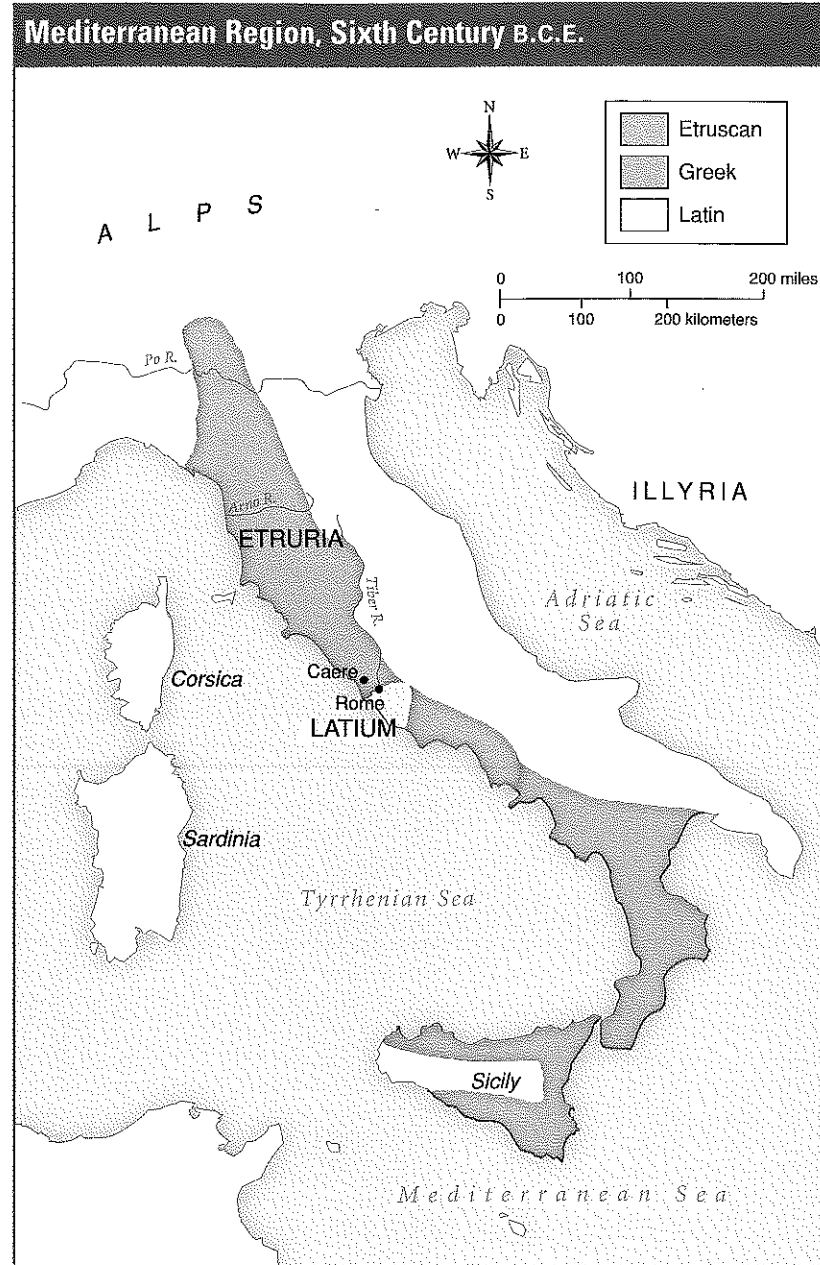 Mediterranean Region, Sixth Century B.C.E.
N
W E
S
Etruscan
Greek
Latin
A L P S
0 100 200 miles
0 100 200 kilometers
Po R.
Arno R.
ETRURIA
ILLYRIA
Tiber R.
Adriatic
Sea
Caere
Corsica
Rome
LATIUM
Sardinia
Tyrrhenian Sea
Sicily
Mediterranean Sea